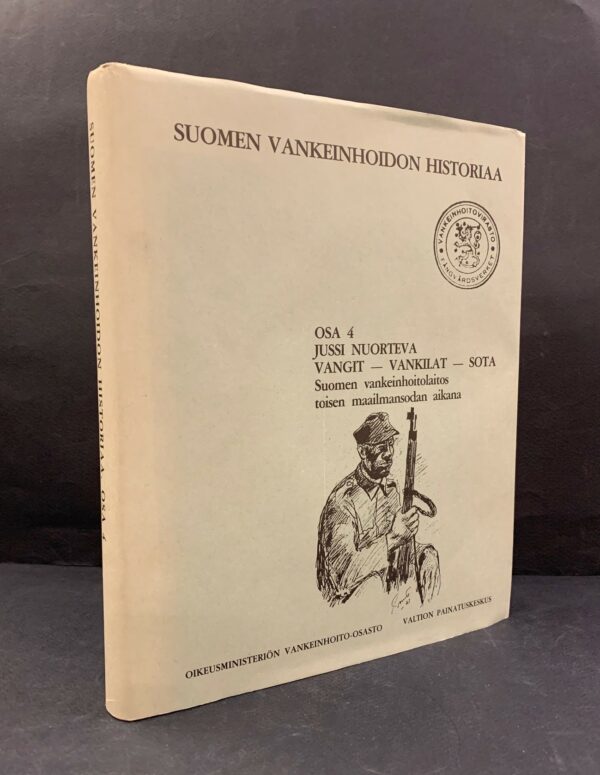 SUOMEN VANKEINHOIDON HISTORIAA
VANKEINHOITOVIRASTO
FÅNGVÅRDSVERKET
OSA 4
JUSSI NUORTEVA
VANGIT — VANKILAT — SOTA
Suomen vankeinhoitolaitos
toisen maailmansodan aikana
OIKEUSMINISTERIÖN VANKEINHOITO-OSASTO VALTION PAINATUSKESKUS
SUOMEN VANKEINHOIDON HISTORIAA OSA 4